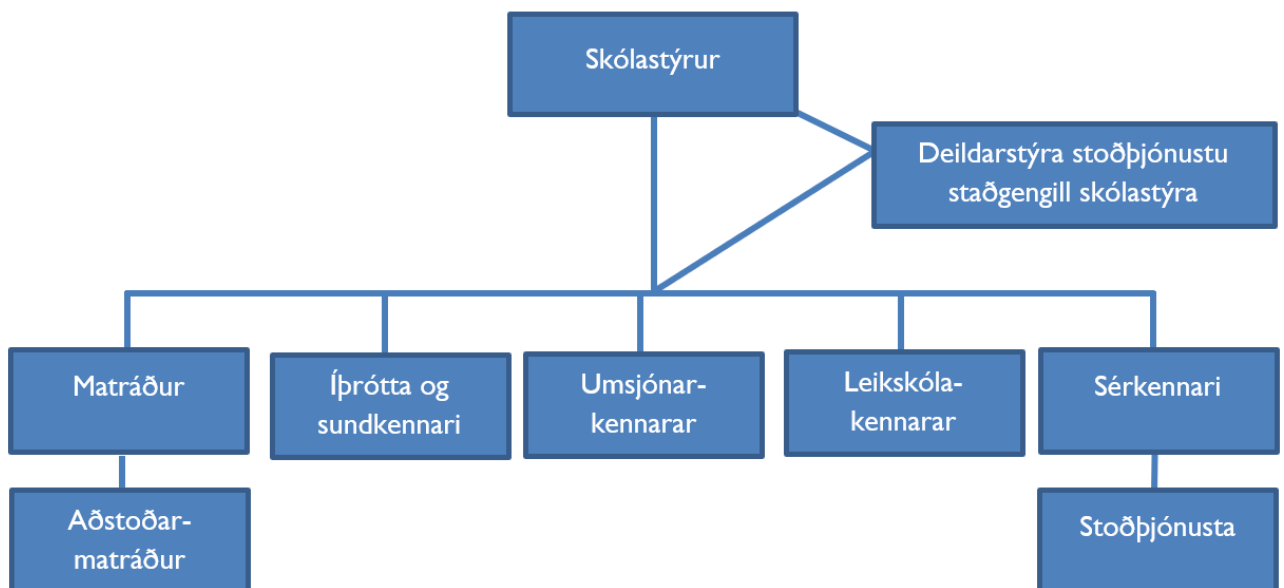 Skólastýrur
Deildarstýra stoðþjónustu
staðgengill skólastýra
Matráður
Íþrótta og
sundkennari
Umsjónar-
kennarar
Leikskóla-
kennarar
Sérkennari
Aðstoðar-
matráður
Stoðþjónusta